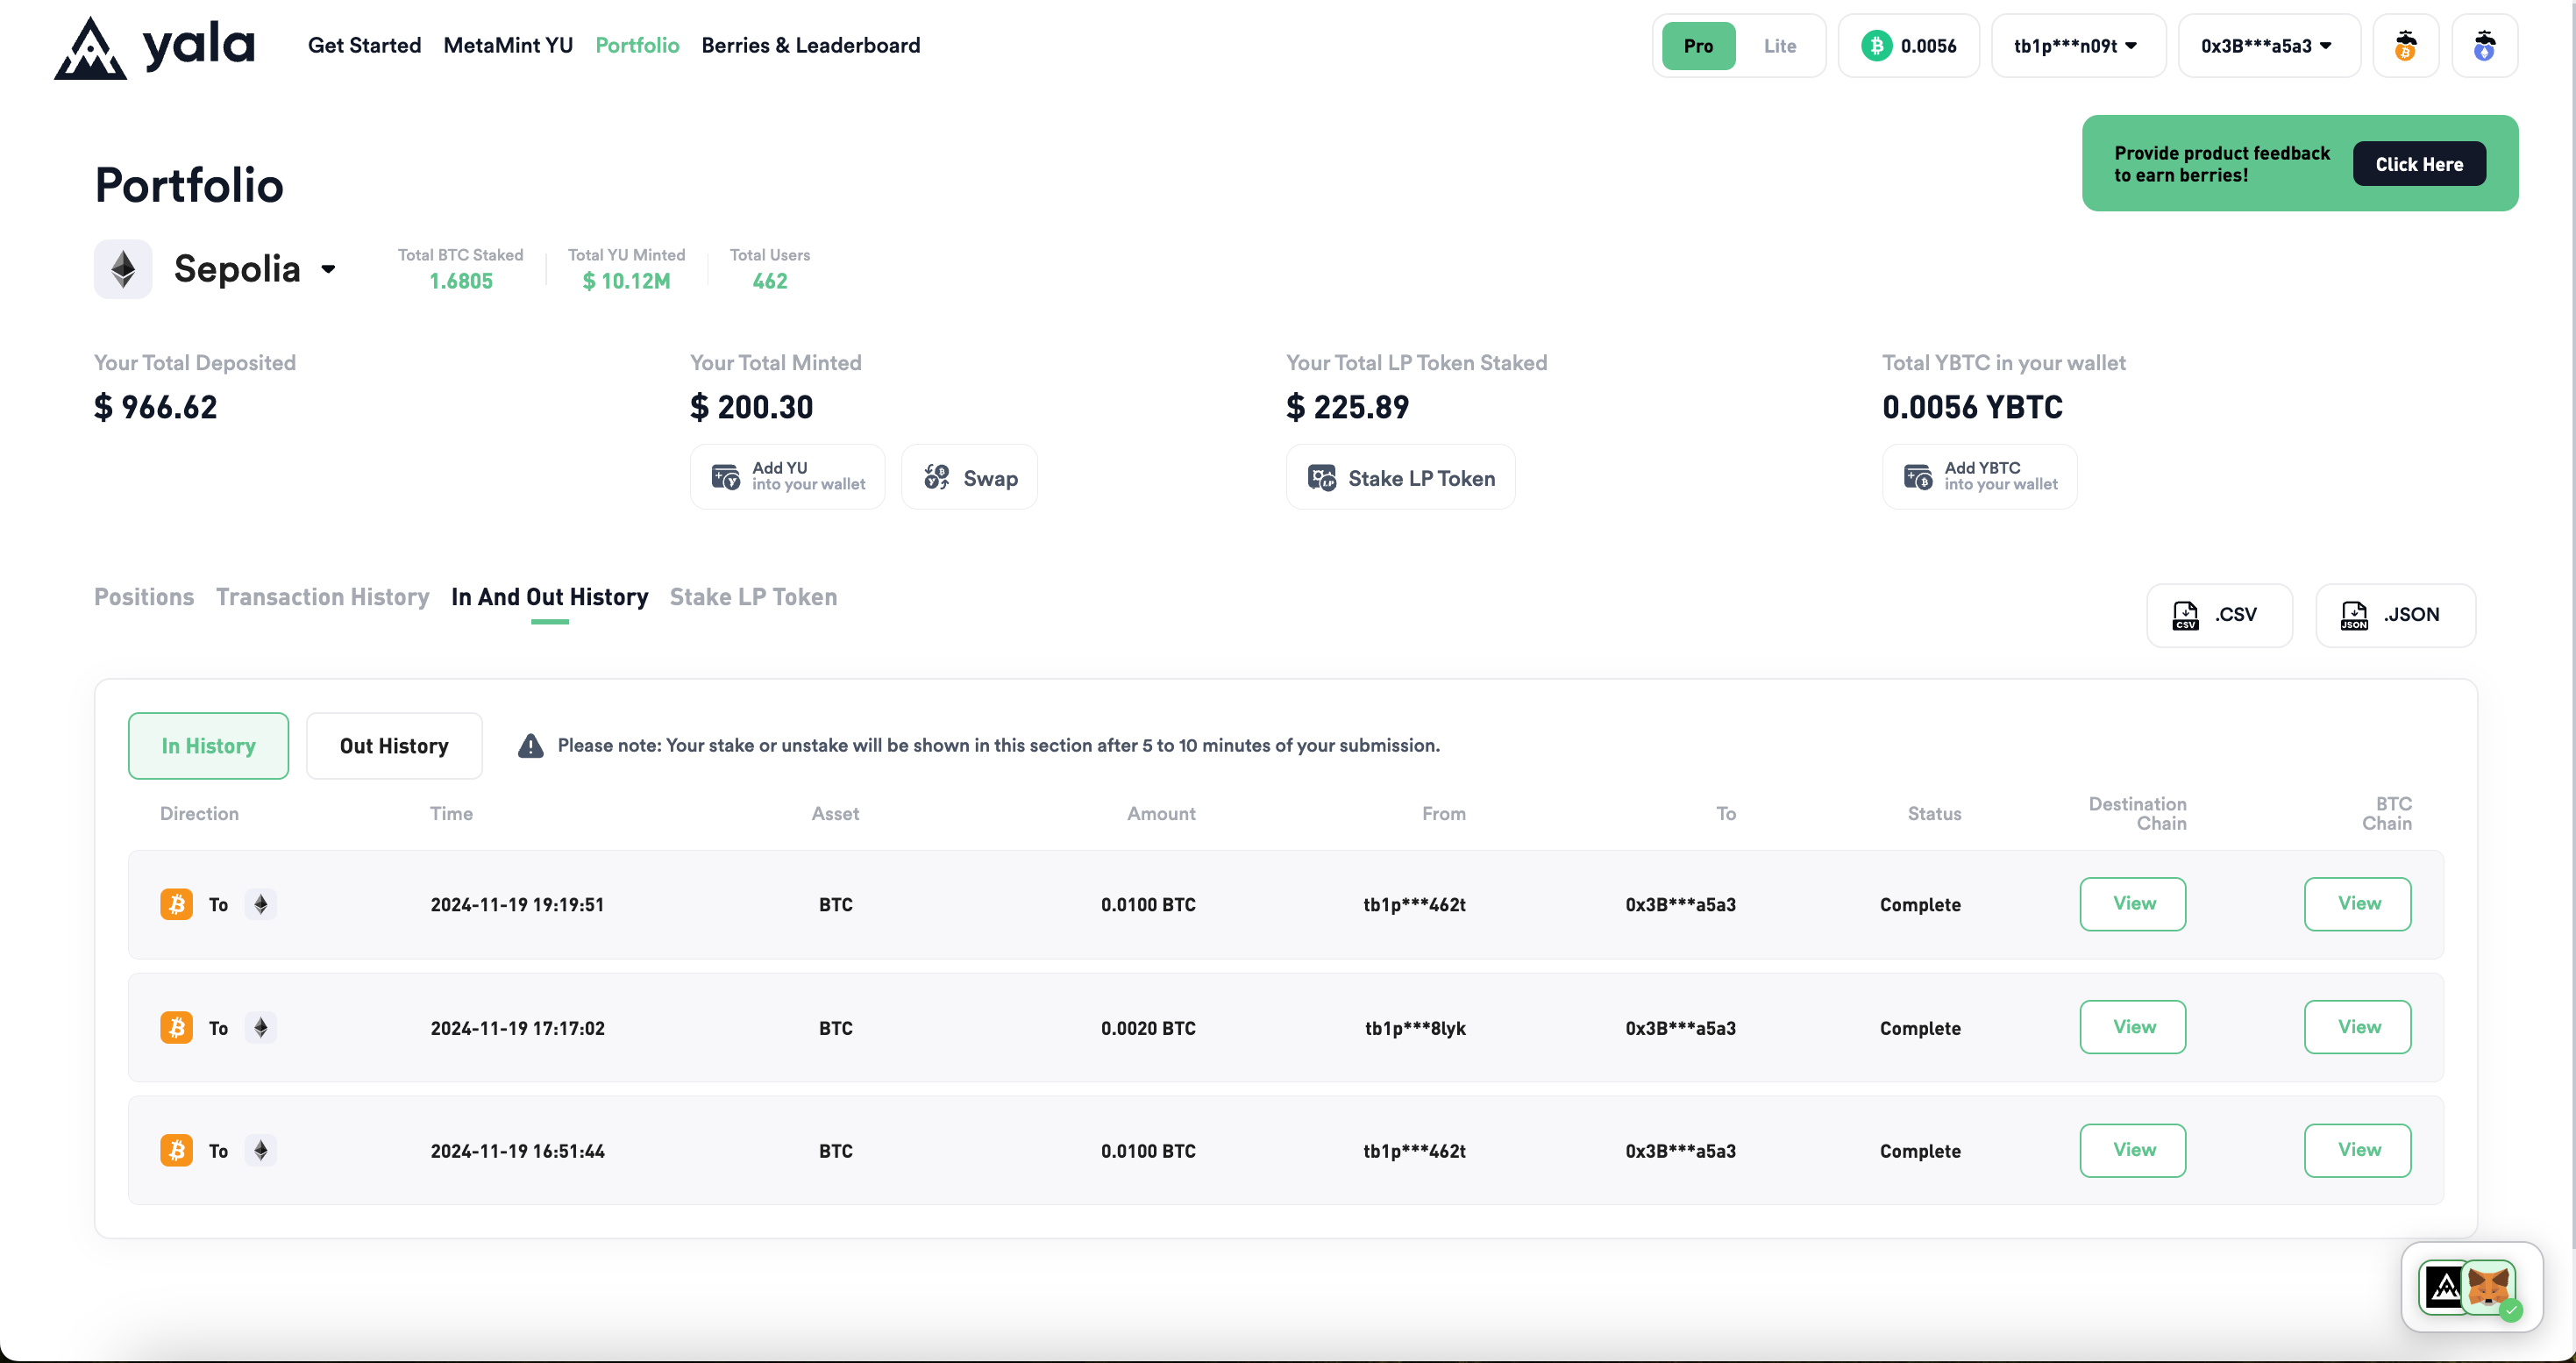 yala
Get Started
MetaMint YU
Portfolio
Berries & Leaderboard
Pro
Lite
0.0056
tb1p***n09t
0x3B***a5a3
Provide product feedback
to earn berries!
Click Here
Portfolio
Sepolia
Total BTC Staked
1.6805
Total YU Minted
$ 10.12M
Total Users
462
Your Total Deposited
$ 966.62
Your Total Minted
$ 200.30
Add YU
into your wallet
Swap
Your Total LP Token Staked
$ 225.89
Stake LP Token
Total YBTC in your wallet
0.0056 YBTC
Add YBTC
into your wallet
Positions
Transaction History
In And Out History
Stake LP Token
CSV
.CSV
JSON
.JSON
In History
Out History
Please note: Your stake or unstake will be shown in this section after 5 to 10 minutes of your submission.
Direction
Time
Asset
Amount
From
To
Status
Destination
Chain
BTC
Chain
To
2024-11-19 19:19:51
BTC
0.0100 BTC
tb1p***462t
0x3B***a5a3
Complete
View
View
To
2024-11-19 17:17:02
BTC
0.0020 BTC
tb1p***8lyk
0x3B***a5a3
Complete
View
View
To
2024-11-19 16:51:44
BTC
0.0100 BTC
tb1p***462t
0x3B***a5a3
Complete
View
View